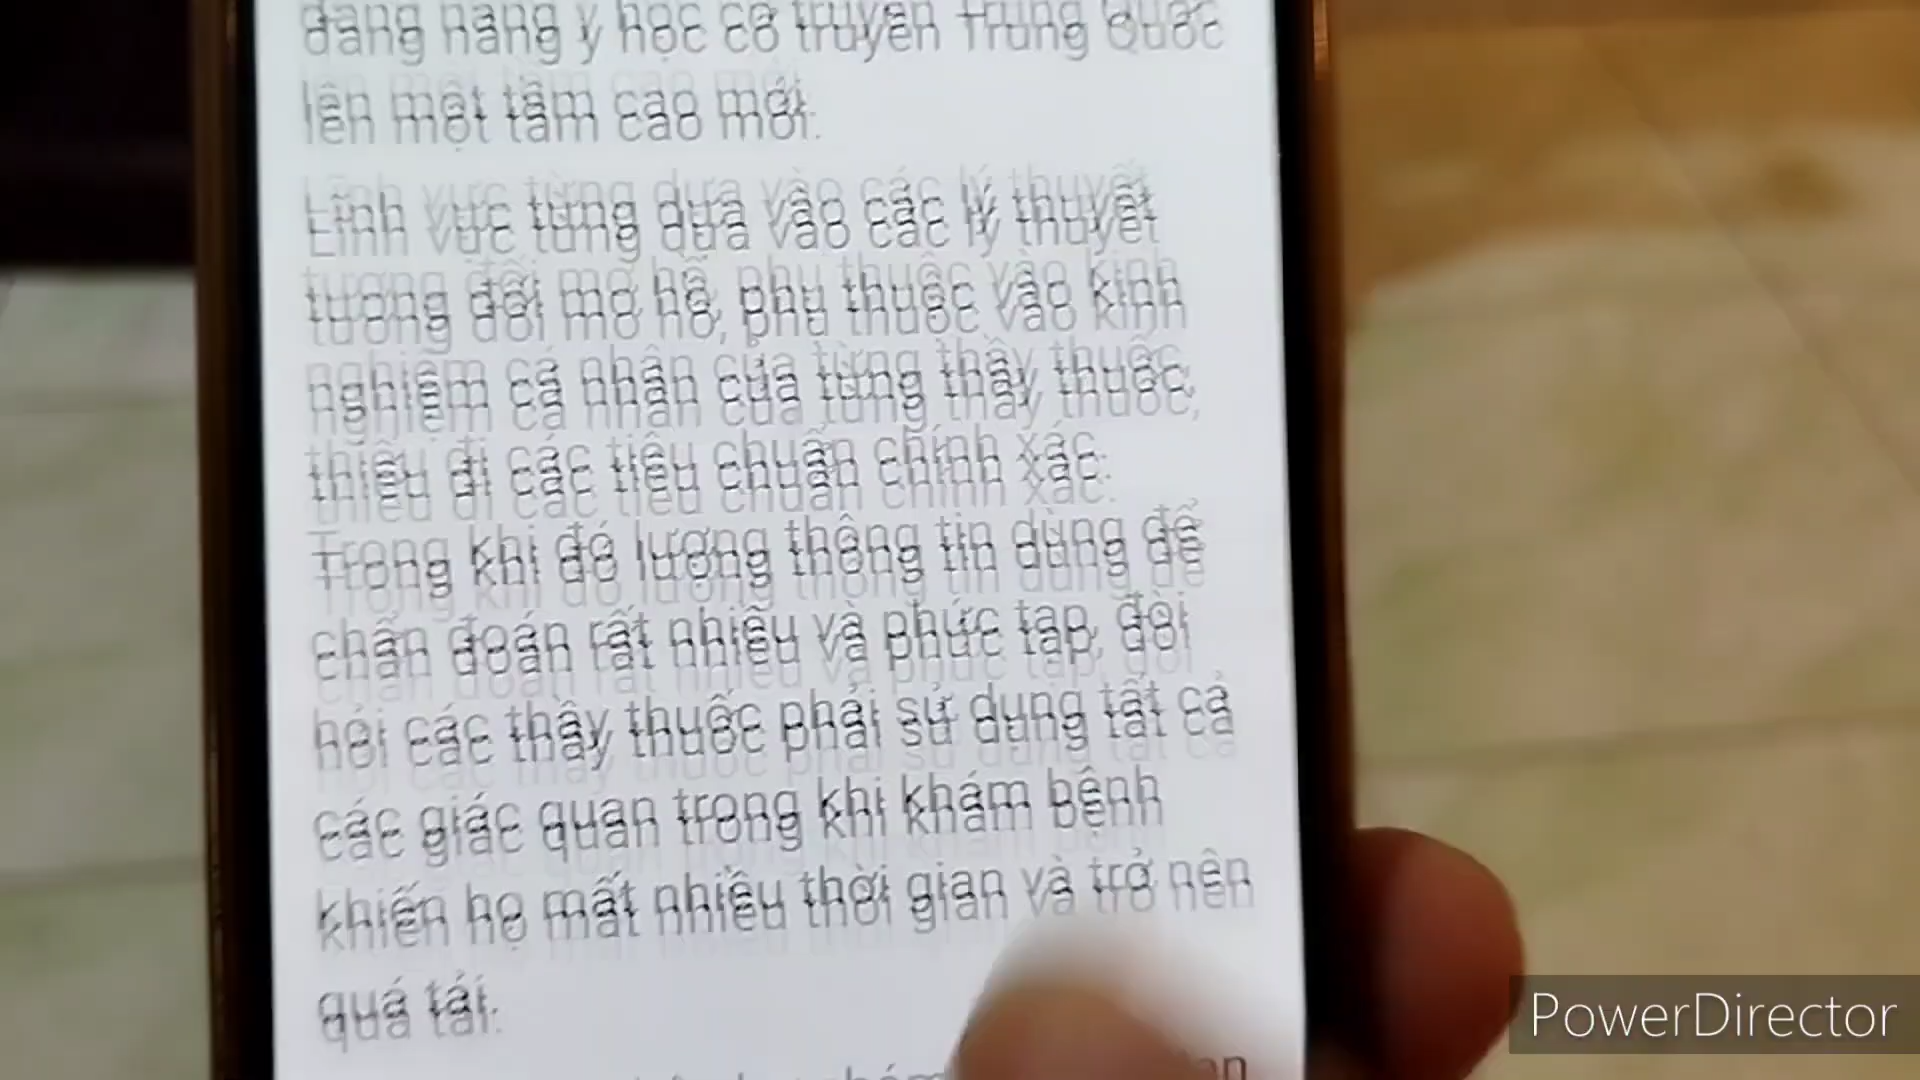 đang nâng y học cổ truyền Trung Quốc
lên một tầm cao mới.
Lĩnh vực từng dựa vào các lý thuyết
tương đối mơ hồ, phụ thuộc vào kinh
nghiệm cá nhân của từng thầy thuốc,
thiếu đi các tiêu chuẩn chính xác.
Trong khi đó lượng thông tin dùng để
chẩn đoán rất nhiều và phức tạp, đòi
hỏi các thầy thuốc phải sử dụng tất cả
các giác quan trong khi khám bệnh
khiến họ mất nhiều thời gian và trở nên
quá tải.
PowerDirector